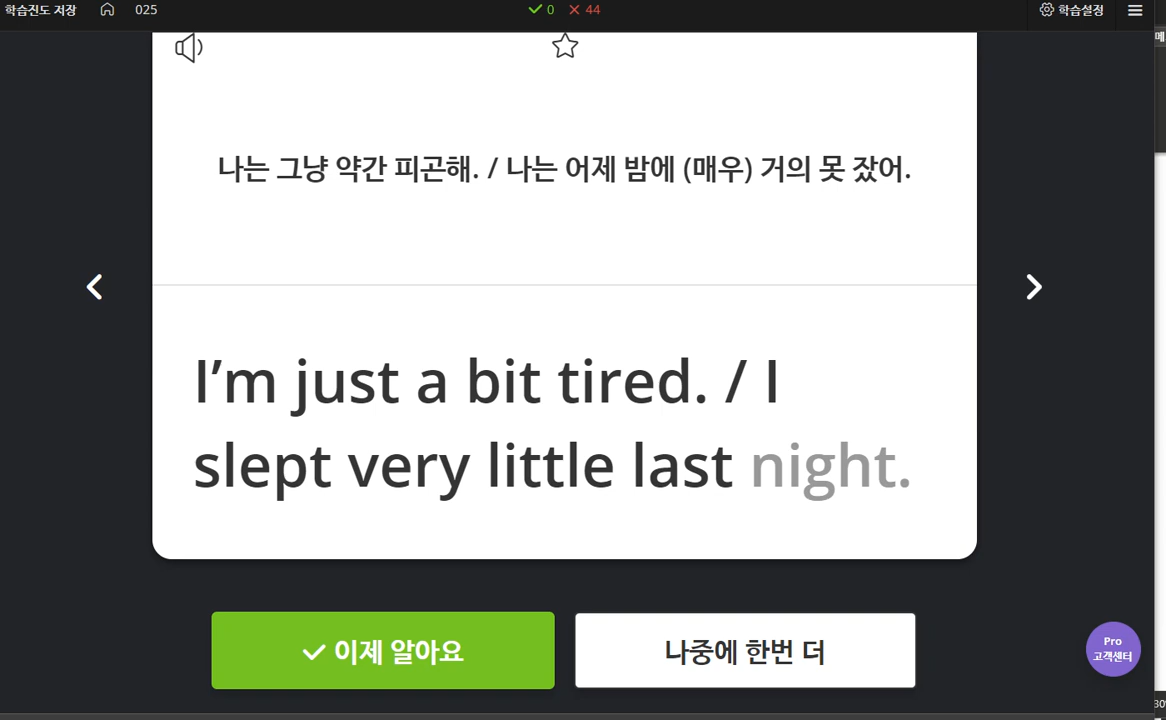 학습진도 저장
025
0
44
학습설정
메
나는 그냥 약간 피곤해. / 나는 어제 밤에 (매우) 거의 못 잤어.
I’m just a bit tired. / I
slept very little last night.
이제 알아요
나중에 한번 더
Pro
고객센터